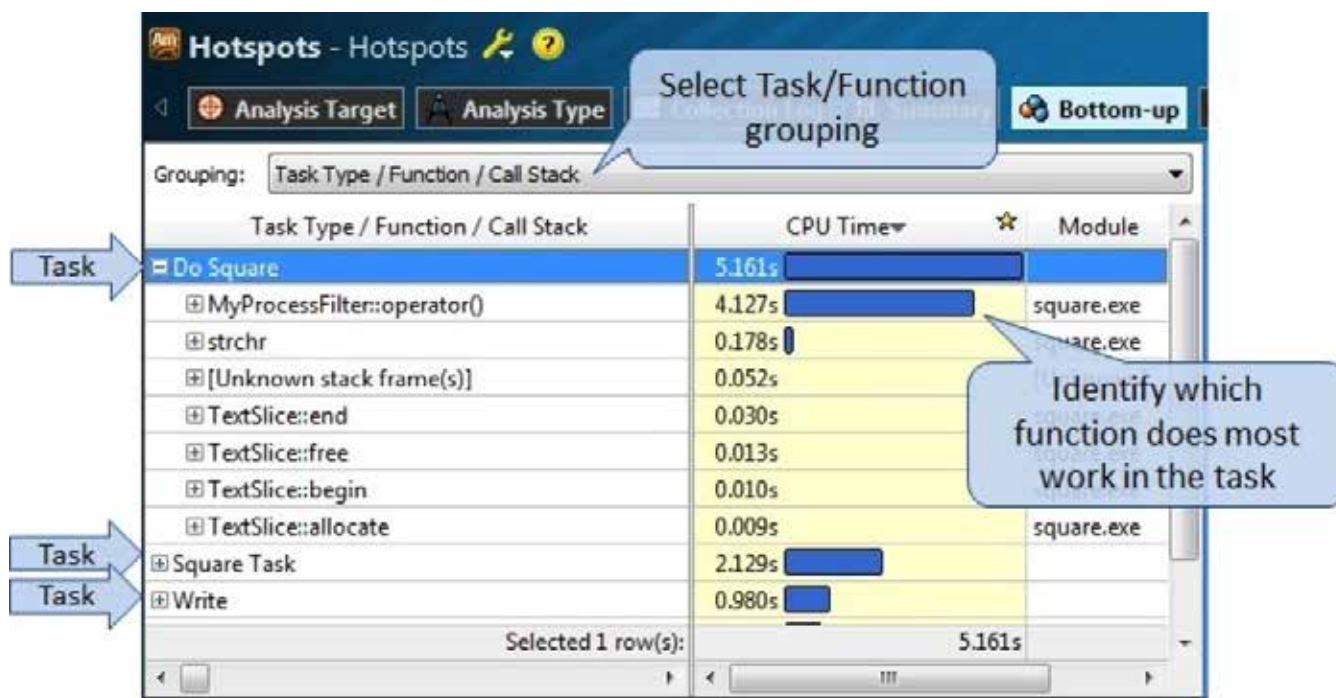 Hotspots - Hotspots
Select Task/Function
grouping
Analysis Target
Analysis Type
Bottom-up
Grouping:
Task Type / Function / Call Stack
Task Type / Function / Call Stack
CPU Time
Module
Task
Do Square
5.161s
MyProcessFilter::operator()
4.127s
square.exe
strchr
0.178s
square.exe
[Unknown stack frame(s)]
0.052s
TextSlice::end
0.030s
TextSlice::free
0.013s
TextSlice::begin
0.010s
TextSlice::allocate
0.009s
square.exe
Identify which
function does most
work in the task
Task
Square Task
2.129s
Task
Write
0.980s
Selected 1 row(s):
5.161s